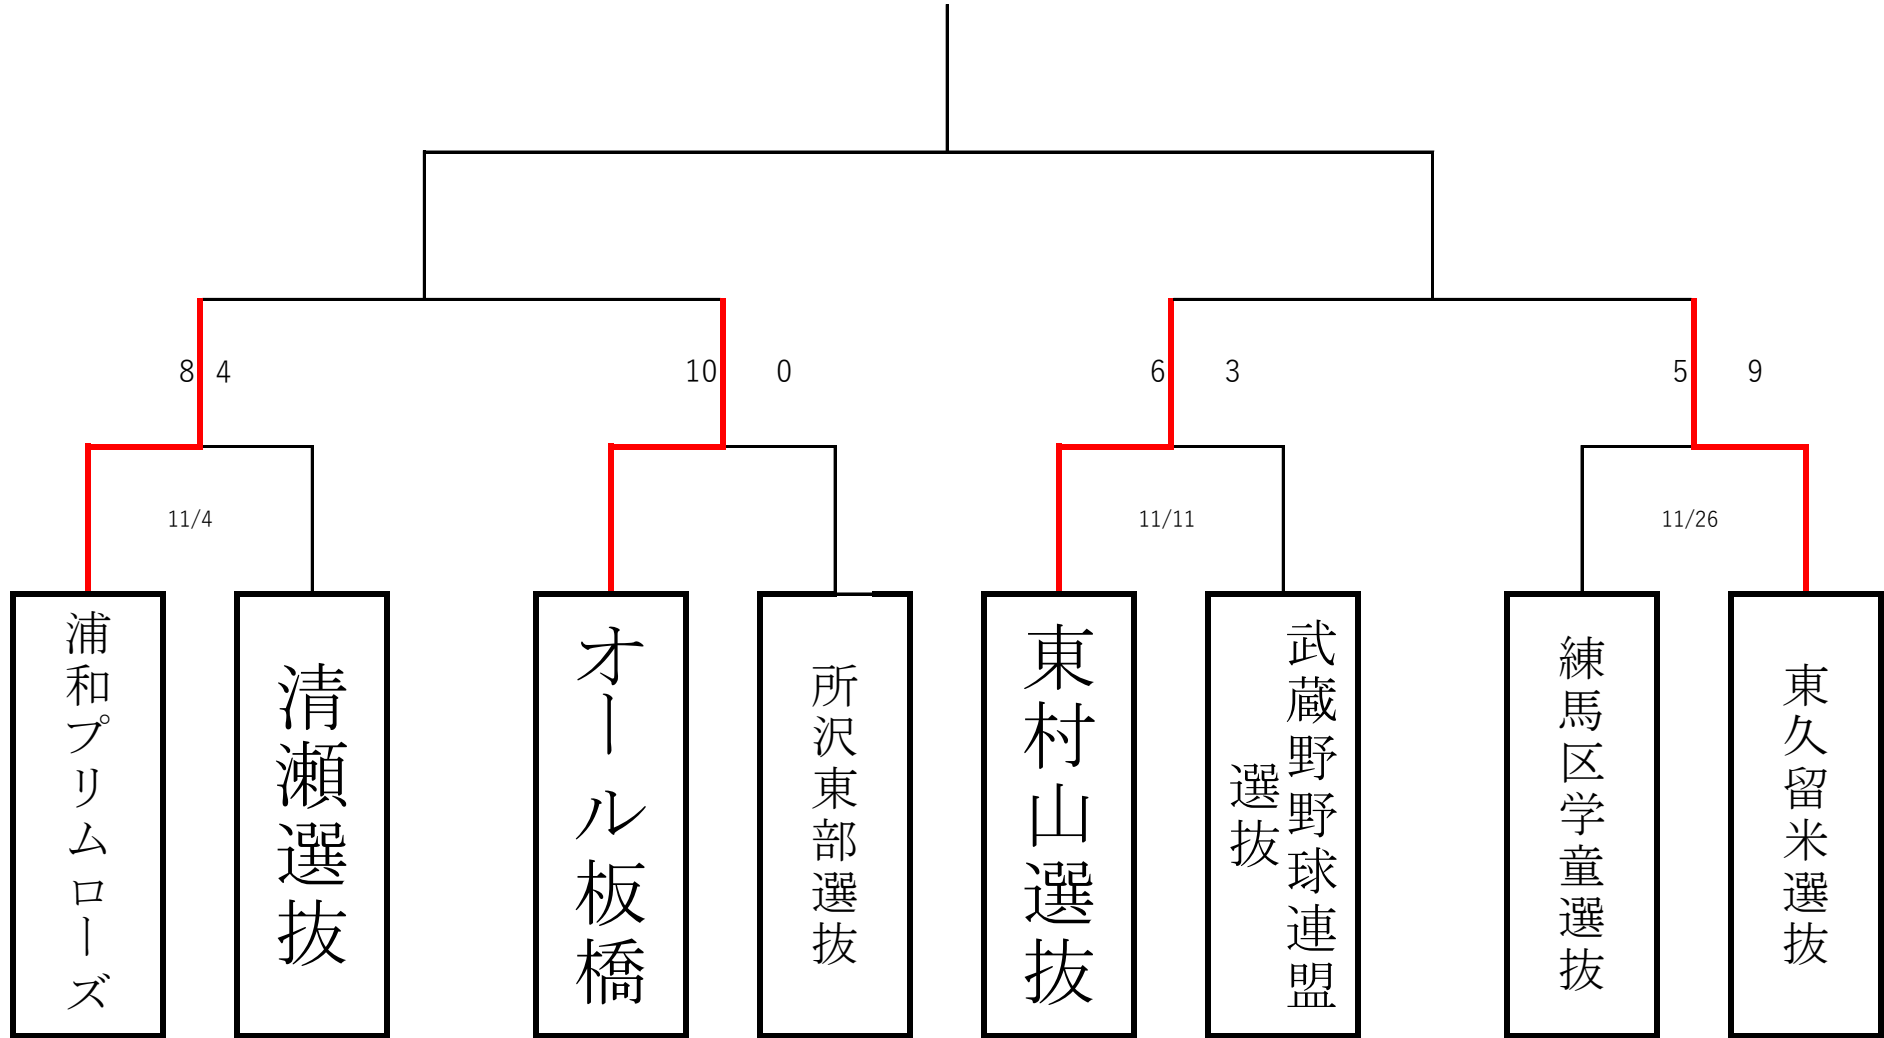 8 4
10 0
6 3
5 9
11/4
11/11
11/26
浦和プリムローズ
清瀬選抜
オール板橋
所沢東部選抜
東村山選抜
武蔵野野球連盟
選抜
練馬区学童選抜
東久留米選抜